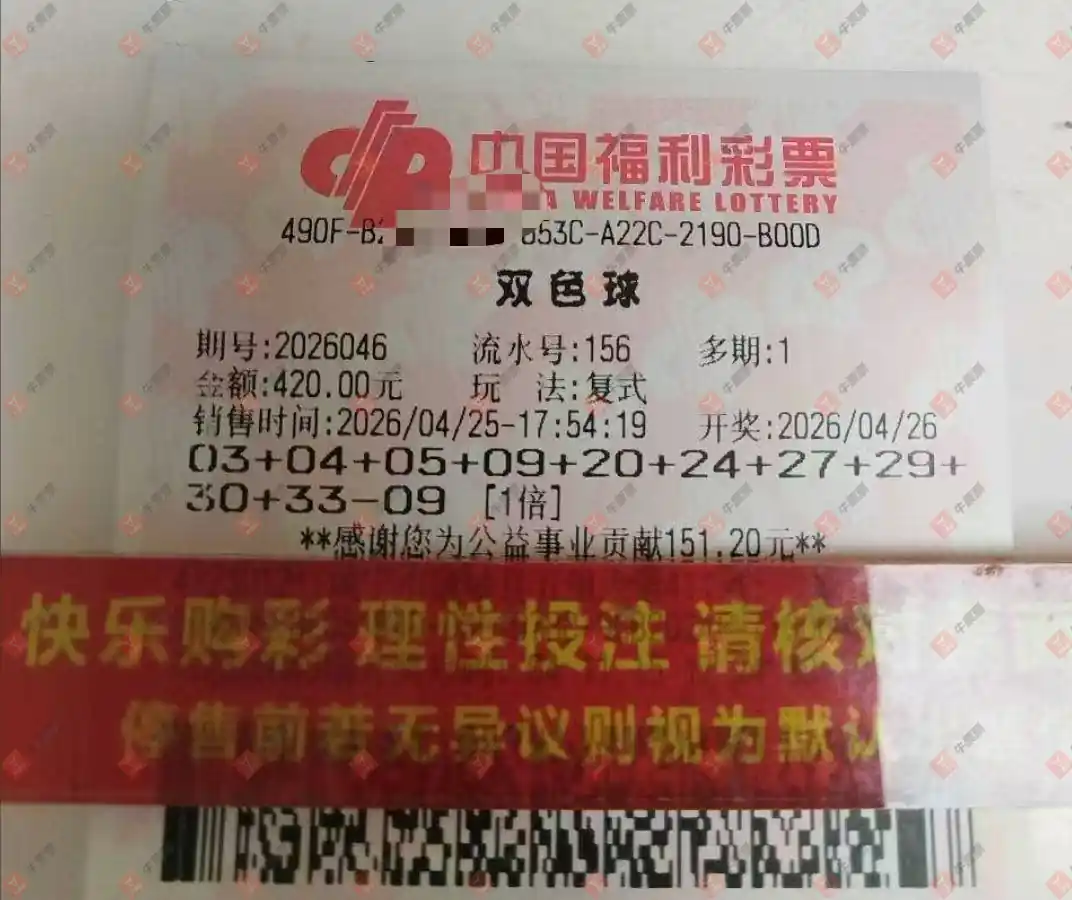 中国福利彩票
A WELFARE LOTTERY
490F-B 653C-A22C-2190-B00D
双色球
期号:2026046 流水号:156 多期:1
金额:420.00元 玩 法:复式
销售时间:2026/04/25-17:54:19 开奖:2026/04/26
03+04+05+09+20+24+27+29+
30+33-09 [1倍]
**感谢您为公益事业贡献151.20元**
快乐购彩 理性投注 请核对
停售前若无异议则视为默认